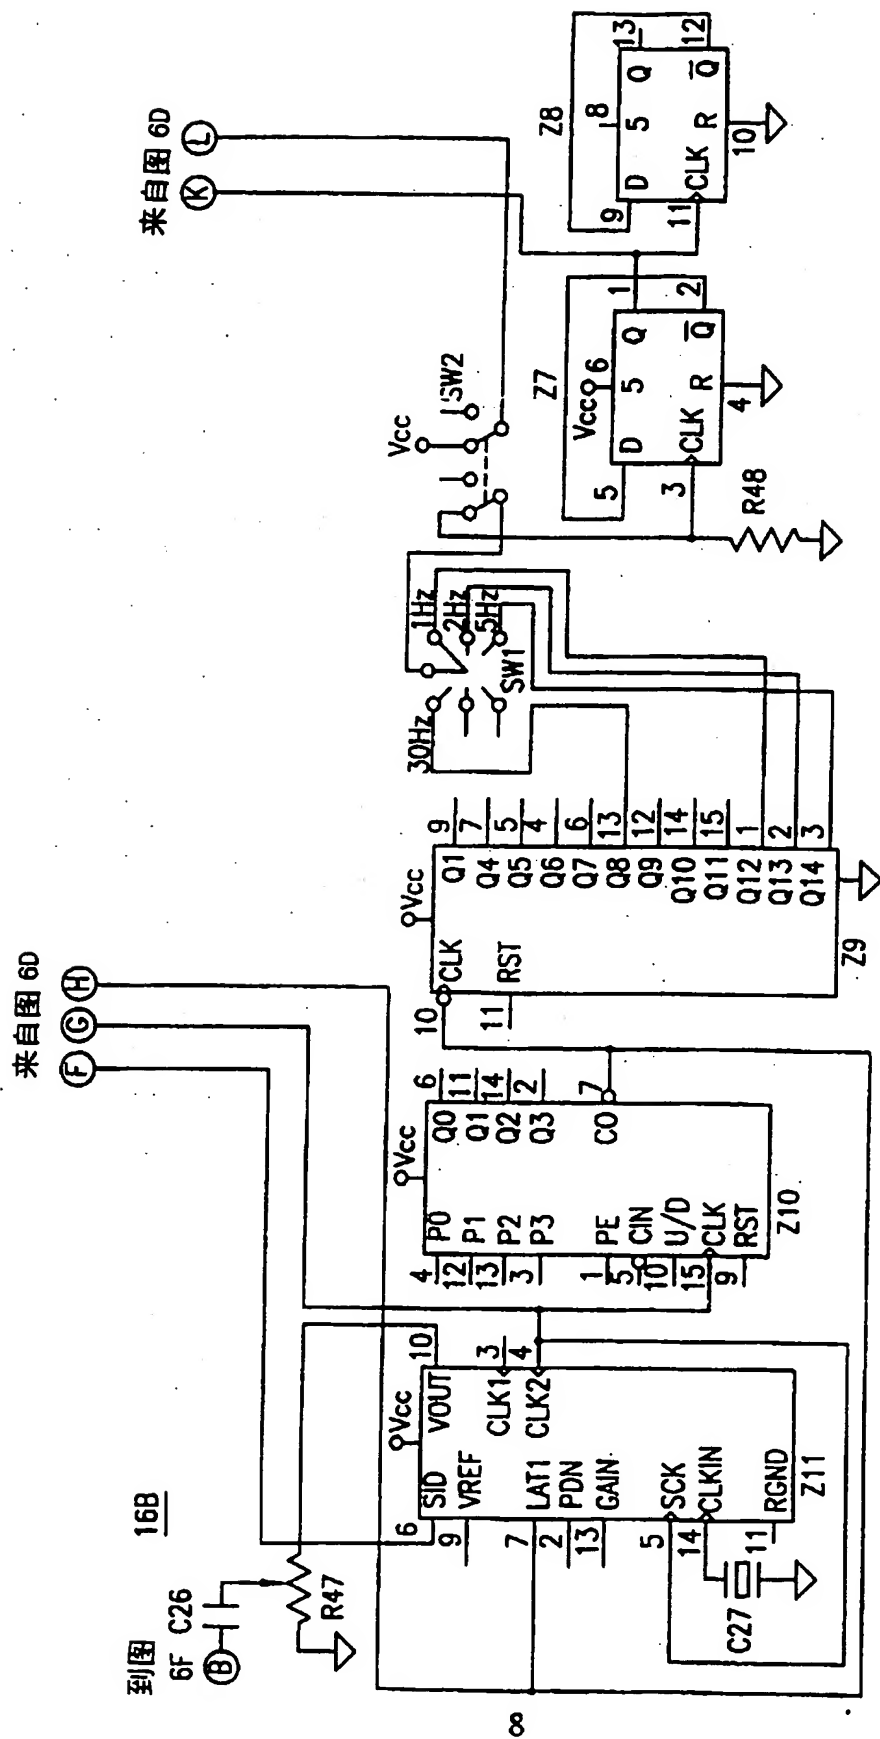 到图
6F C26
B
R47
16B
来自图 6D
F G H
来自图 6D
K L
Vcc
6 SID
9 VREF
7 LAT1
2 PDN
13 GAIN
5 SCK
14 CLKIN
11 RGND
VOUT 10
CLK1 3
CLK2 4
Z11
C27
8
Vcc
4 P0
12 P1
13 P2
3 P3
1 PE
5 CIN
10 U/D
15 CLK
9 RST
Q0 6
Q1 11
Q2 14
Q3 2
CO 7
Z10
Vcc
10 CLK
11 RST
Q1 9
Q4 7
Q5 5
Q6 4
Q7 6
Q8 13
Q9 12
Q10 14
Q11 15
Q12 1
Q13 2
Q14 3
Z9
30Hz
1Hz
2Hz
5Hz
SW1
Vcc
SW2
R48
Z7
Vcc 6
5 D 5 Q 1
3 CLK R Q 2
4
Z8
8
9 D 5 Q 13
11 CLK R Q 12
10